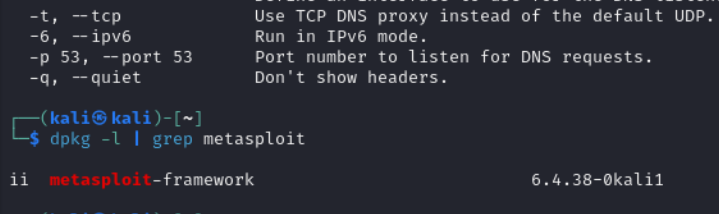 -t, --tcp Use TCP DNS proxy instead of the default UDP.
-6, --ipv6 Run in IPv6 mode.
-p 53, --port 53 Port number to listen for DNS requests.
-q, --quiet Don't show headers.
┌──(kali㉿kali)-[~]
└─$ dpkg -l | grep metasploit
ii metasploit-framework 6.4.38-0kali1